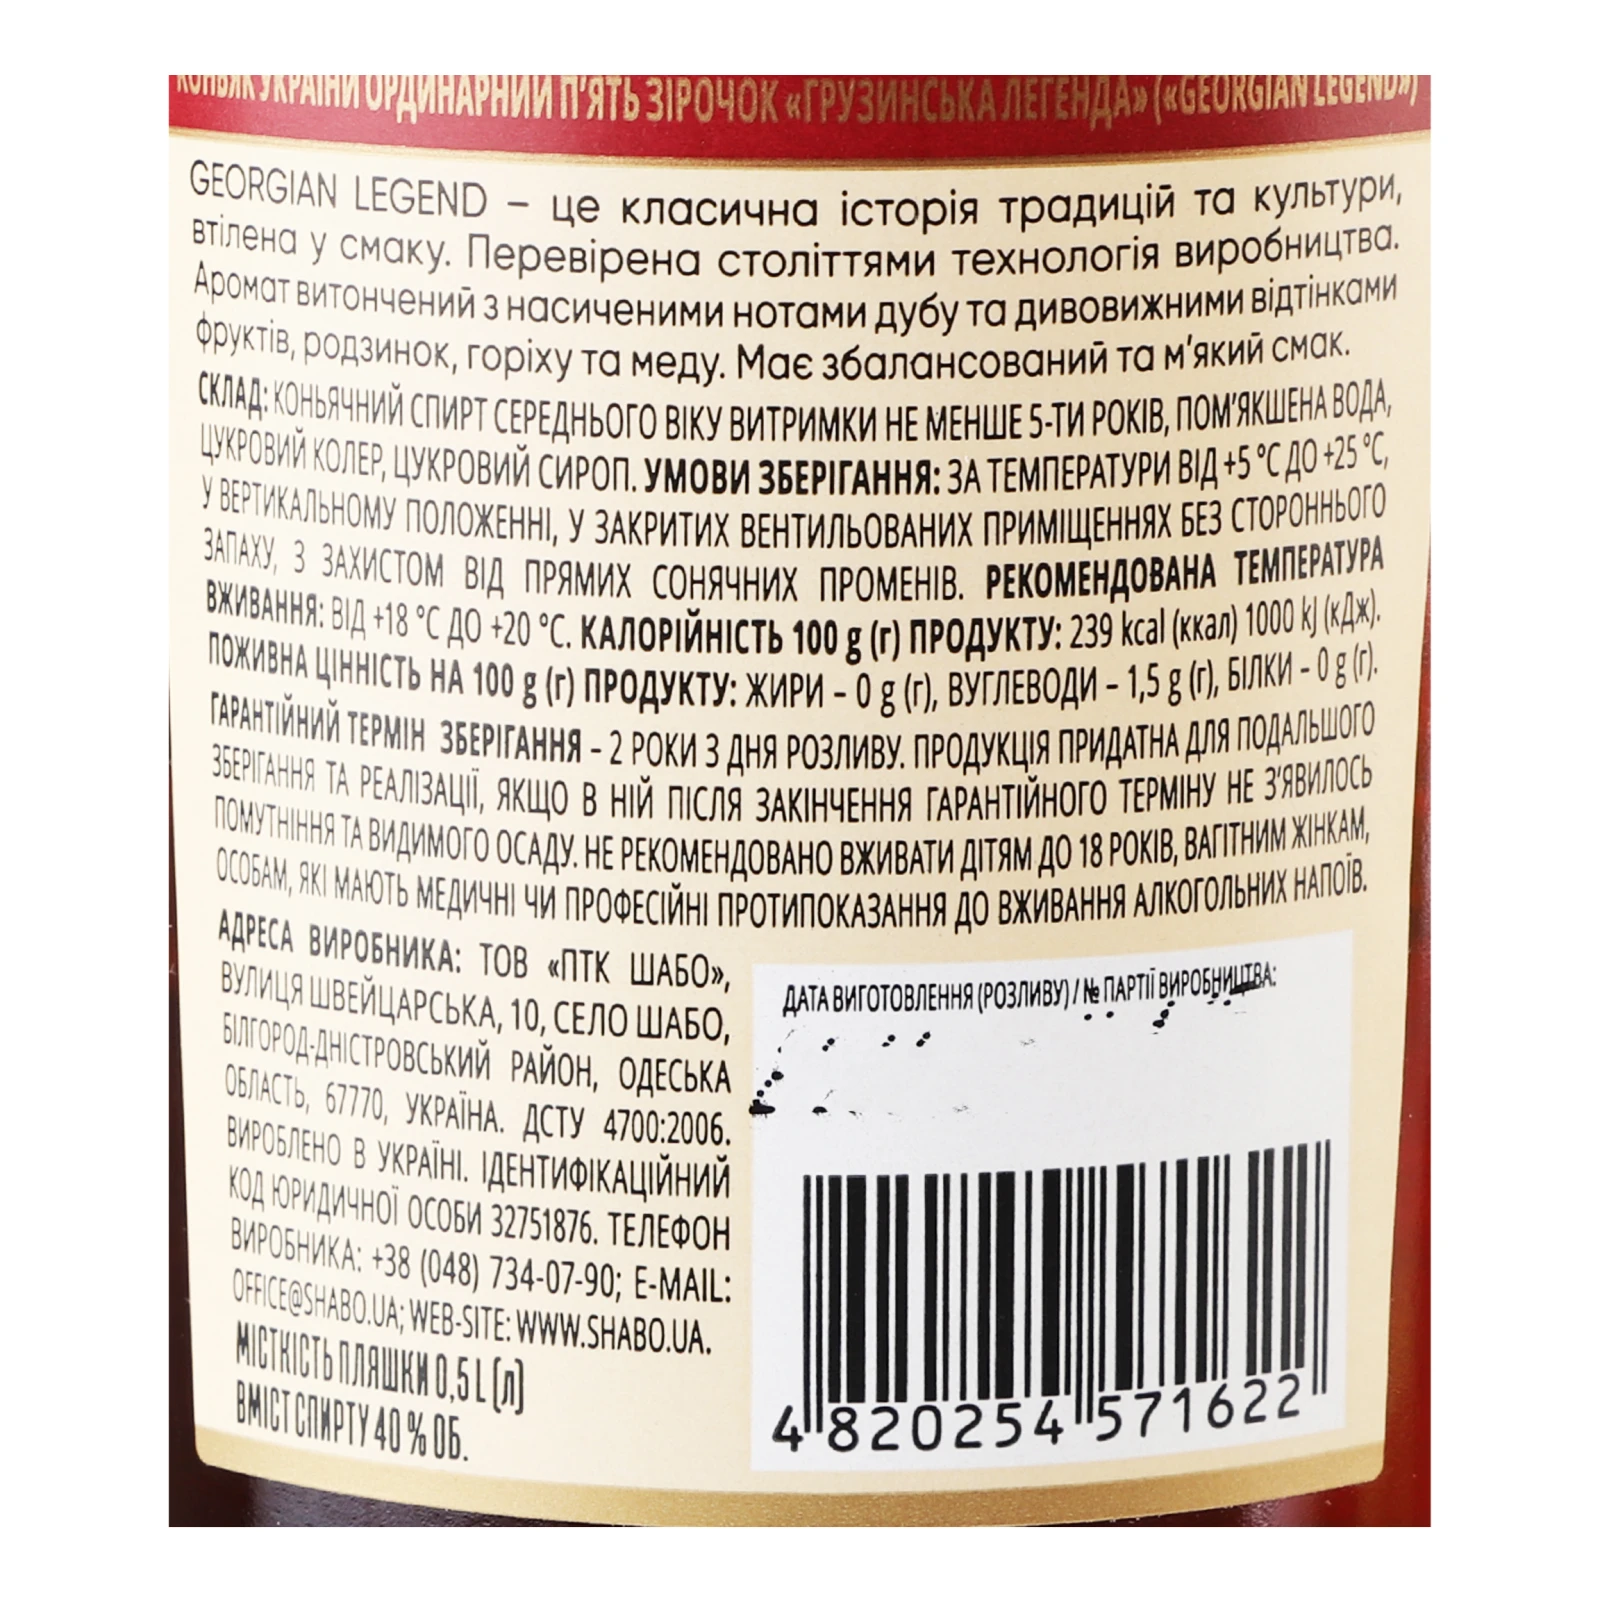 КОНЬЯК УКРАЇНИ ОРДИНАРНИЙ П'ЯТЬ ЗІРОЧОК «ГРУЗИНСЬКА ЛЕГЕНДА» («GEORGIAN LEGEND»)
GEORGIAN LEGEND – це класична історія традицій та культури,
втілена у смаку. Перевірена століттями технологія виробництва.
Аромат витончений з насиченими нотами дубу та дивовижними відтінками
фруктів, родзинок, горіху та меду. Має збалансований та м'який смак.
СКЛАД: КОНЬЯЧНИЙ СПИРТ СЕРЕДНЬОГО ВІКУ ВИТРИМКИ НЕ МЕНШЕ 5-ТИ РОКІВ, ПОМ'ЯКШЕНА ВОДА,
ЦУКРОВИЙ КОЛЕР, ЦУКРОВИЙ СИРОП. УМОВИ ЗБЕРІГАННЯ: ЗА ТЕМПЕРАТУРИ ВІД +5 °С ДО +25 °С,
У ВЕРТИКАЛЬНОМУ ПОЛОЖЕННІ, У ЗАКРИТИХ ВЕНТИЛЬОВАНИХ ПРИМІЩЕННЯХ БЕЗ СТОРОННЬОГО
ЗАПАХУ, З ЗАХИСТОМ ВІД ПРЯМИХ СОНЯЧНИХ ПРОМЕНІВ. РЕКОМЕНДОВАНА ТЕМПЕРАТУРА
ВЖИВАННЯ: ВІД +18 °С ДО +20 °С. КАЛОРІЙНІСТЬ 100 g (г) ПРОДУКТУ: 239 kcal (ккал) 1000 kJ (кДж).
ПОЖИВНА ЦІННІСТЬ НА 100 g (г) ПРОДУКТУ: ЖИРИ – 0 g (г), ВУГЛЕВОДИ – 1,5 g (г), БІЛКИ – 0 g (г).
ГАРАНТІЙНИЙ ТЕРМІН ЗБЕРІГАННЯ – 2 РОКИ З ДНЯ РОЗЛИВУ. ПРОДУКЦІЯ ПРИДАТНА ДЛЯ ПОДАЛЬШОГО
ЗБЕРІГАННЯ ТА РЕАЛІЗАЦІЇ, ЯКЩО В НІЙ ПІСЛЯ ЗАКІНЧЕННЯ ГАРАНТІЙНОГО ТЕРМІНУ НЕ З'ЯВИЛОСЬ
ПОМУТНІННЯ ТА ВИДИМОГО ОСАДУ. НЕ РЕКОМЕНДОВАНО ВЖИВАТИ ДІТЯМ ДО 18 РОКІВ, ВАГІТНИМ ЖІНКАМ,
ОСОБАМ, ЯКІ МАЮТЬ МЕДИЧНІ ЧИ ПРОФЕСІЙНІ ПРОТИПОКАЗАННЯ ДО ВЖИВАННЯ АЛКОГОЛЬНИХ НАПОЇВ.
АДРЕСА ВИРОБНИКА: ТОВ «ПТК ШАБО»,
ВУЛИЦЯ ШВЕЙЦАРСЬКА, 10, СЕЛО ШАБО,
БІЛГОРОД-ДНІСТРОВСЬКИЙ РАЙОН, ОДЕСЬКА
ОБЛАСТЬ, 67770, УКРАЇНА. ДСТУ 4700:2006.
ВИРОБЛЕНО В УКРАЇНІ. ІДЕНТИФІКАЦІЙНИЙ
КОД ЮРИДИЧНОЇ ОСОБИ 32751876. ТЕЛЕФОН
ВИРОБНИКА: +38 (048) 734-07-90; E-MAIL:
OFFICE@SHABO.UA; WEB-SITE: WWW.SHABO.UA.
МІСТКІСТЬ ПЛЯШКИ 0,5 L (л)
ВМІСТ СПИРТУ 40 % ОБ.
ДАТА ВИГОТОВЛЕННЯ (РОЗЛИВУ) / № ПАРТІЇ ВИРОБНИЦТВА:
4 820254 571622